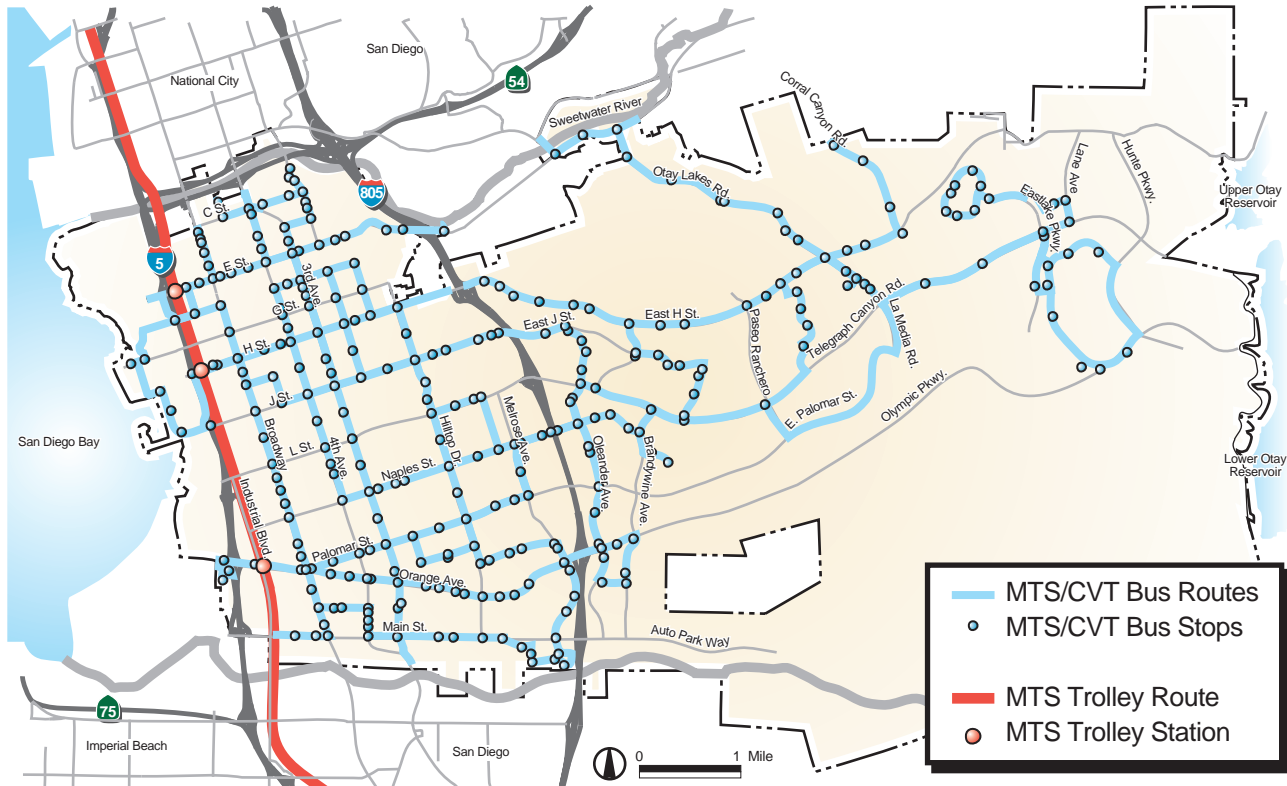 San Diego
National City
54
Sweetwater River
Corral Canyon Rd.
Lane Ave
Hunte Pkwy.
Otay Lakes Rd.
805
Upper Otay
Reservoir
C St.
Eastlake Pkwy.
5
E St.
3rd Ave.
G St.
Telegraph Canyon Rd.
La Media Rd.
East J St.
East H St.
Paseo Ranchero
H St.
J St.
Olympic Pkwy.
E. Palomar St.
San Diego Bay
Broadway
4th Ave.
Hilltop Dr.
Melrose Ave.
L St.
Naples St.
Oleander Ave.
Brandywine Ave.
Lower Otay
Reservoir
Industrial Blvd.
Palomar St.
Orange Ave.
Main St.
Auto Park Way
MTS/CVT Bus Routes
MTS/CVT Bus Stops
MTS Trolley Route
MTS Trolley Station
75
Imperial Beach
San Diego
0 1 Mile